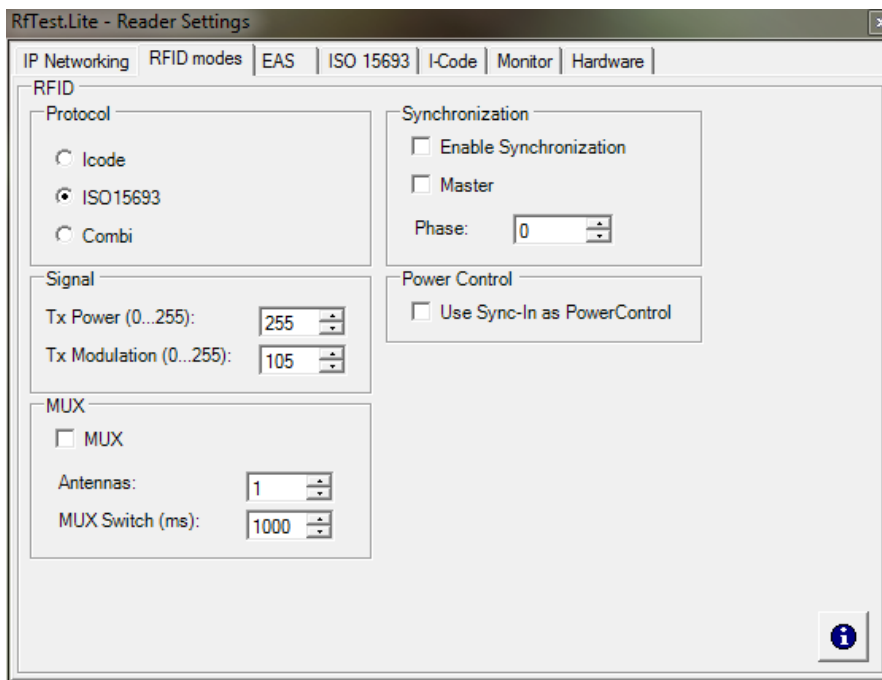 RfTest.Lite - Reader Settings
IP Networking RFID modes EAS ISO 15693 I-Code Monitor Hardware
RFID
Protocol
Icode
ISO15693
Combi
Signal
Tx Power (0...255): 255
Tx Modulation (0...255): 105
MUX
MUX
Antennas: 1
MUX Switch (ms): 1000
Synchronization
Enable Synchronization
Master
Phase: 0
Power Control
Use Sync-In as PowerControl